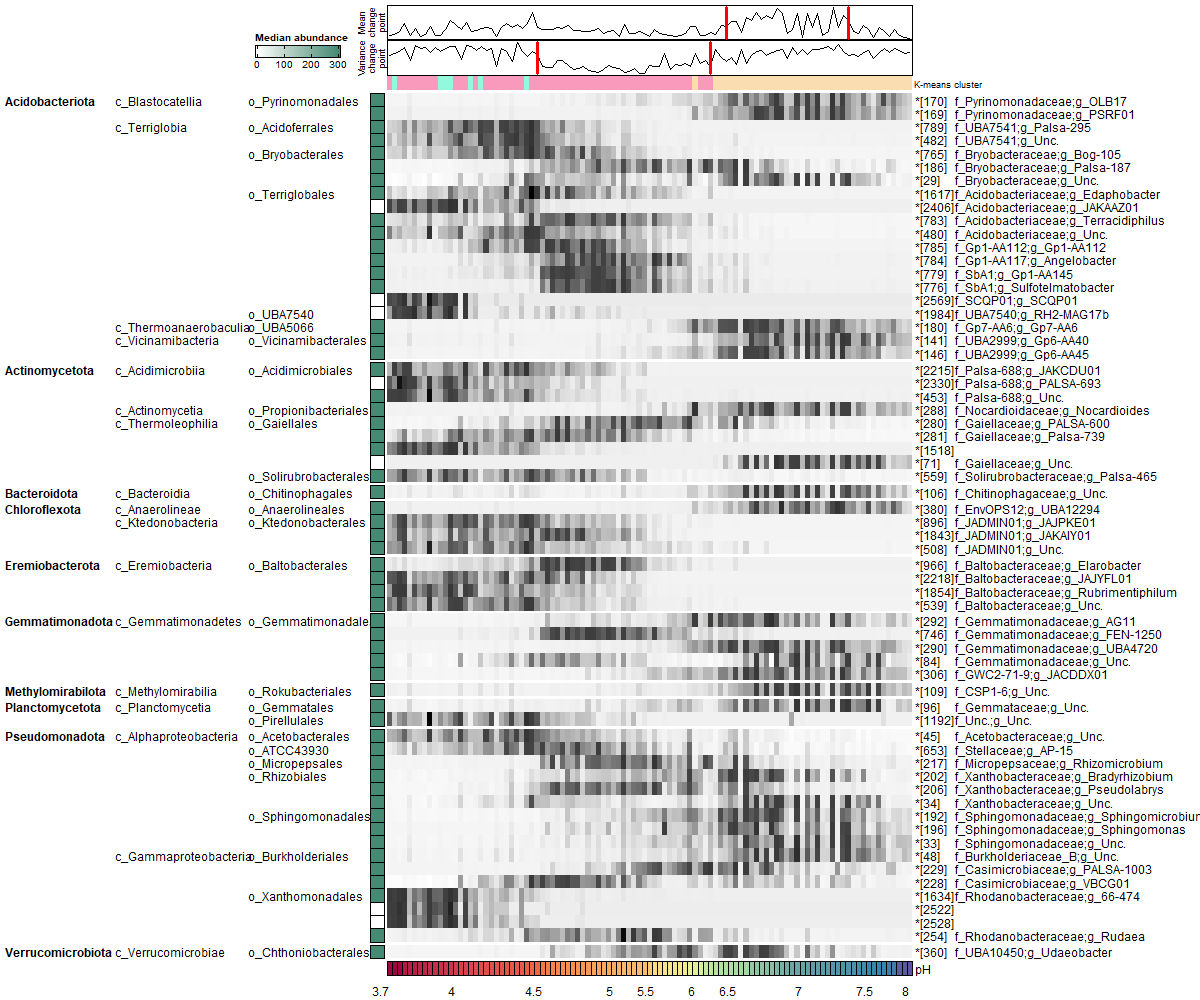 Mean change point
Median abundance
0 100 200 300
Variance change point
K-means cluster
Acidobacteriota c_Blastocatellia o_Pyrinomonadales *[170] f_Pyrinomonadaceae;g_OLB17
*[169] f_Pyrinomonadaceae;g_PSRF01
c_Terriglobia o_Acidoferrales *[789] f_UBA7541;g_Palsa-295
*[482] f_UBA7541;g_Unc.
o_Bryobacterales *[765] f_Bryobacteraceae;g_Bog-105
*[186] f_Bryobacteraceae;g_Palsa-187
*[29] f_Bryobacteraceae;g_Unc.
o_Terriglobales *[1617]f_Acidobacteriaceae;g_Edaphobacter
*[2406]f_Acidobacteriaceae;g_JAKAAZ01
*[783] f_Acidobacteriaceae;g_Terracidiphilus
*[480] f_Acidobacteriaceae;g_Unc.
*[785] f_Gp1-AA112;g_Gp1-AA112
*[784] f_Gp1-AA117;g_Angelobacter
*[779] f_SbA1;g_Gp1-AA145
*[776] f_SbA1;g_Sulfotelmatobacter
*[2569]f_SCQP01;g_SCQP01
o_UBA7540 *[1984]f_UBA7540;g_RH2-MAG17b
c_Thermoanaerobaculia o_UBA5066 *[180] f_Gp7-AA6;g_Gp7-AA6
c_Vicinamibacteria o_Vicinamibacterales *[141] f_UBA2999;g_Gp6-AA40
*[146] f_UBA2999;g_Gp6-AA45
Actinomycetota c_Acidimicrobiia o_Acidimicrobiales *[2215]f_Palsa-688;g_JAKCDU01
*[2330]f_Palsa-688;g_PALSA-693
*[453] f_Palsa-688;g_Unc.
c_Actinomycetia o_Propionibacteriales *[288] f_Nocardioidaceae;g_Nocardioides
c_Thermoleophilia o_Gaiellales *[280] f_Gaiellaceae;g_PALSA-600
*[281] f_Gaiellaceae;g_Palsa-739
*[1518]
*[71] f_Gaiellaceae;g_Unc.
o_Solirubrobacterales *[559] f_Solirubrobacteraceae;g_Palsa-465
Bacteroidota c_Bacteroidia o_Chitinophagales *[106] f_Chitinophagaceae;g_Unc.
Chloroflexota c_Anaerolineae o_Anaerolineales *[380] f_EnvOPS12;g_UBA12294
c_Ktedonobacteria o_Ktedonobacterales *[896] f_JADMIN01;g_JAJPKE01
*[1843]f_JADMIN01;g_JAKAIY01
*[508] f_JADMIN01;g_Unc.
Eremiobacterota c_Eremiobacteria o_Baltobacterales *[966] f_Baltobacteraceae;g_Elarobacter
*[2218]f_Baltobacteraceae;g_JAJYFL01
*[1854]f_Baltobacteraceae;g_Rubrimentiphilum
*[539] f_Baltobacteraceae;g_Unc.
Gemmatimonadota c_Gemmatimonadetes o_Gemmatimonadale *[292] f_Gemmatimonadaceae;g_AG11
*[746] f_Gemmatimonadaceae;g_FEN-1250
*[290] f_Gemmatimonadaceae;g_UBA4720
*[84] f_Gemmatimonadaceae;g_Unc.
*[306] f_GWC2-71-9;g_JACDDX01
Methylomirabilota c_Methylomirabilia o_Rokubacteriales *[109] f_CSP1-6;g_Unc.
Planctomycetota c_Planctomycetia o_Gemmatales *[96] f_Gemmataceae;g_Unc.
o_Pirellulales *[1192]f_Unc.;g_Unc.
Pseudomonadota c_Alphaproteobacteria o_Acetobacterales *[45] f_Acetobacteraceae;g_Unc.
o_ATCC43930 *[653] f_Stellaceae;g_AP-15
o_Micropepsales *[217] f_Micropepsaceae;g_Rhizomicrobium
o_Rhizobiales *[202] f_Xanthobacteraceae;g_Bradyrhizobium
*[206] f_Xanthobacteraceae;g_Pseudolabrys
*[34] f_Xanthobacteraceae;g_Unc.
o_Sphingomonadales *[192] f_Sphingomonadaceae;g_Sphingomicrobiur
*[196] f_Sphingomonadaceae;g_Sphingomonas
*[33] f_Sphingomonadaceae;g_Unc.
c_Gammaproteobacteria o_Burkholderiales *[48] f_Burkholderiaceae_B;g_Unc.
*[229] f_Casimicrobiaceae;g_PALSA-1003
*[228] f_Casimicrobiaceae;g_VBCG01
o_Xanthomonadales *[1634]f_Rhodanobacteraceae;g_66-474
*[2522]
*[2528]
*[254] f_Rhodanobacteraceae;g_Rudaea
Verrucomicrobiota c_Verrucomicrobiae o_Chthoniobacterales *[360] f_UBA10450;g_Udaeobacter
pH
3.7 4 4.5 5 5.5 6 6.5 7 7.5 8